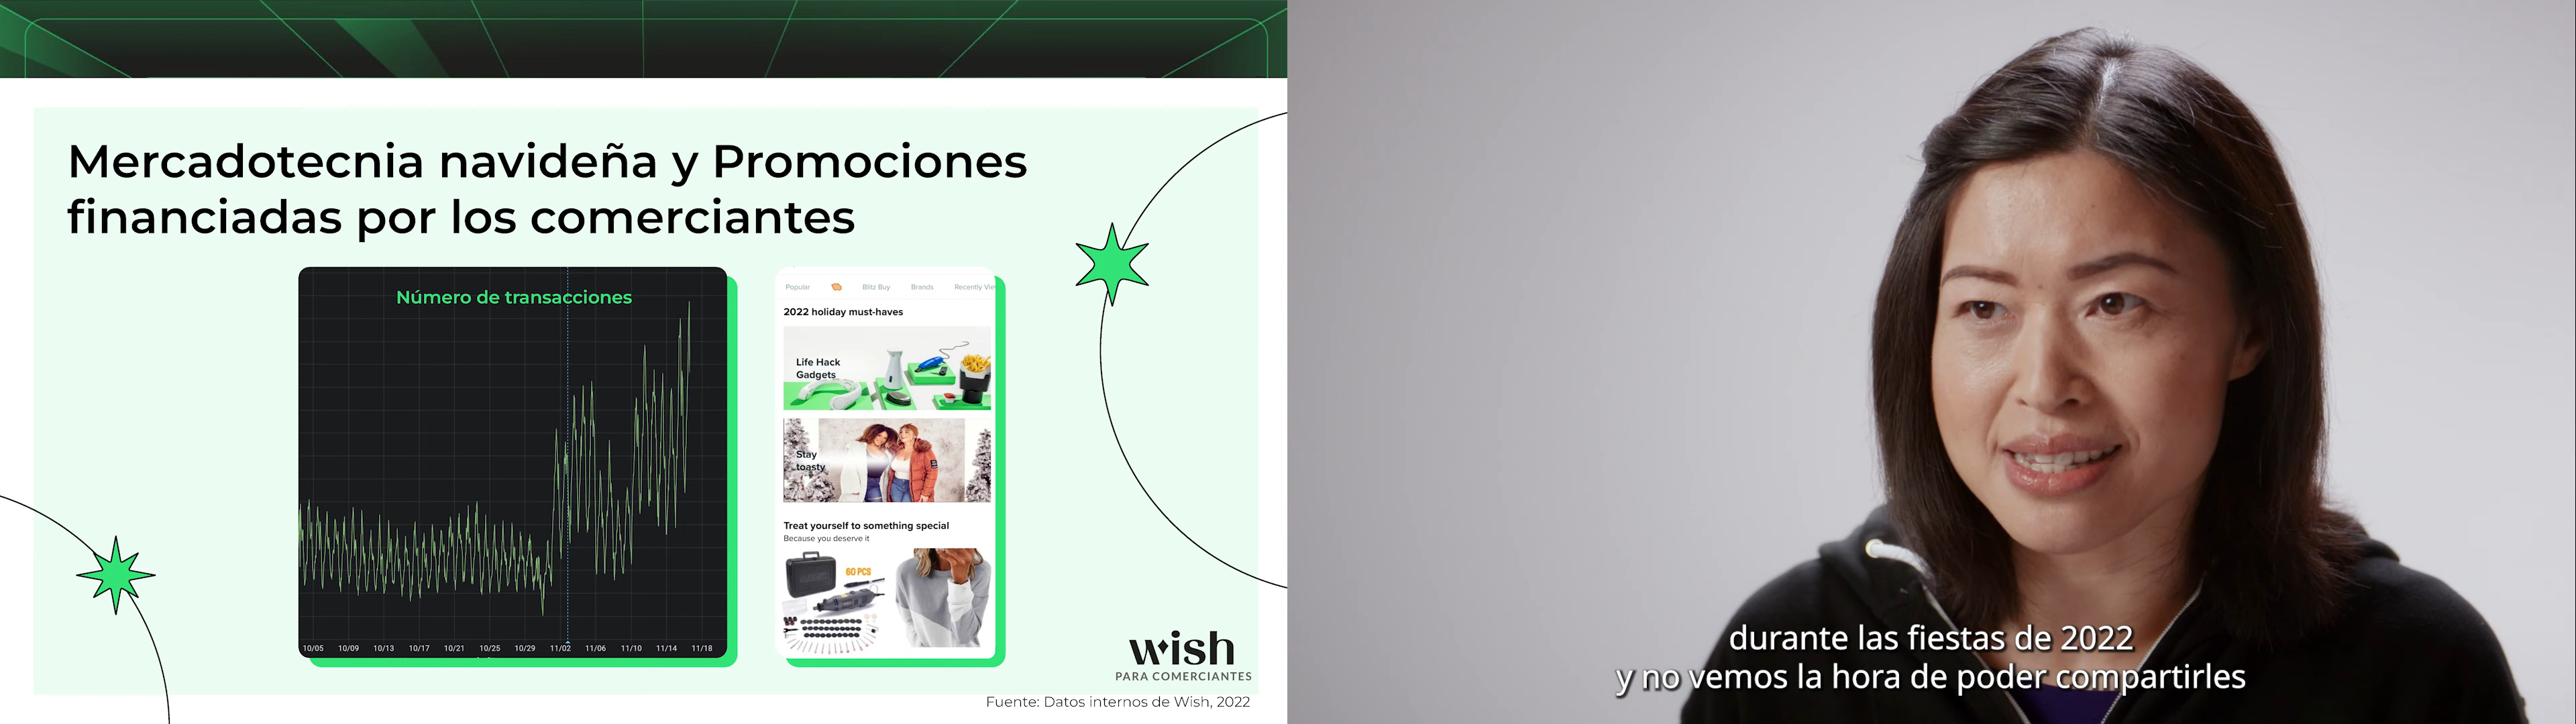 Mercadotecnia navideña y Promociones
financiadas por los comerciantes
Número de transacciones
10/05 10/09 10/13 10/17 10/21 10/25 10/29 11/02 11/06 11/10 11/14 11/18
Popular Blitz Buy Brands Recently Vie
2022 holiday must-haves
Life Hack
Gadgets
Stay
toasty
Treat yourself to something special
Because you deserve it
60 PCS
wish
PARA COMERCIANTES
Fuente: Datos internos de Wish, 2022
durante las fiestas de 2022
y no vemos la hora de poder compartirles